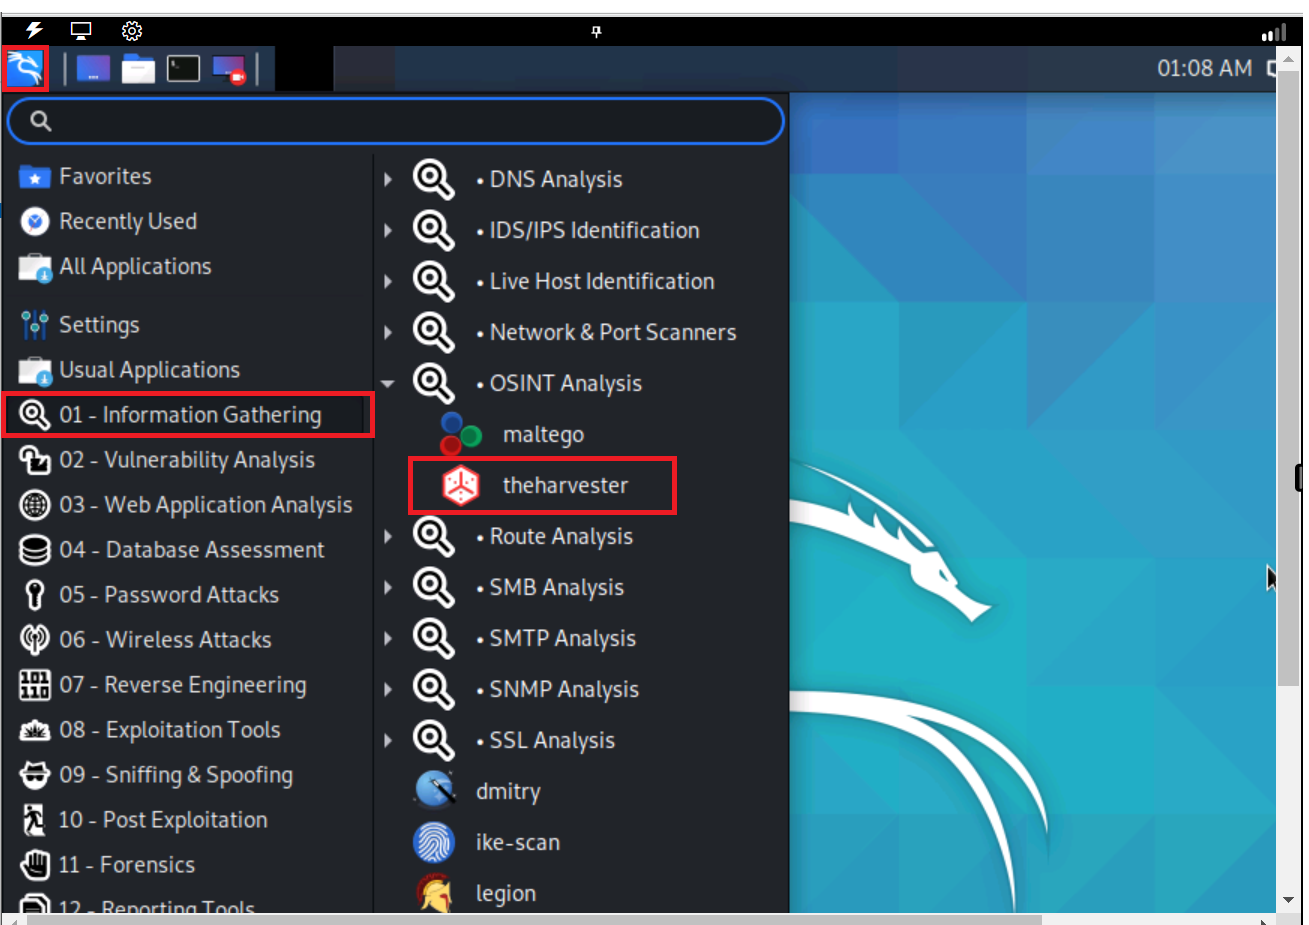 01:08 AM
Favorites
Recently Used
All Applications
Settings
Usual Applications
01 - Information Gathering
02 - Vulnerability Analysis
03 - Web Application Analysis
04 - Database Assessment
05 - Password Attacks
06 - Wireless Attacks
07 - Reverse Engineering
08 - Exploitation Tools
09 - Sniffing & Spoofing
10 - Post Exploitation
11 - Forensics
12 - Reporting Tools
• DNS Analysis
• IDS/IPS Identification
• Live Host Identification
• Network & Port Scanners
• OSINT Analysis
maltego
theharvester
• Route Analysis
• SMB Analysis
• SMTP Analysis
• SNMP Analysis
• SSL Analysis
dmitry
ike-scan
legion